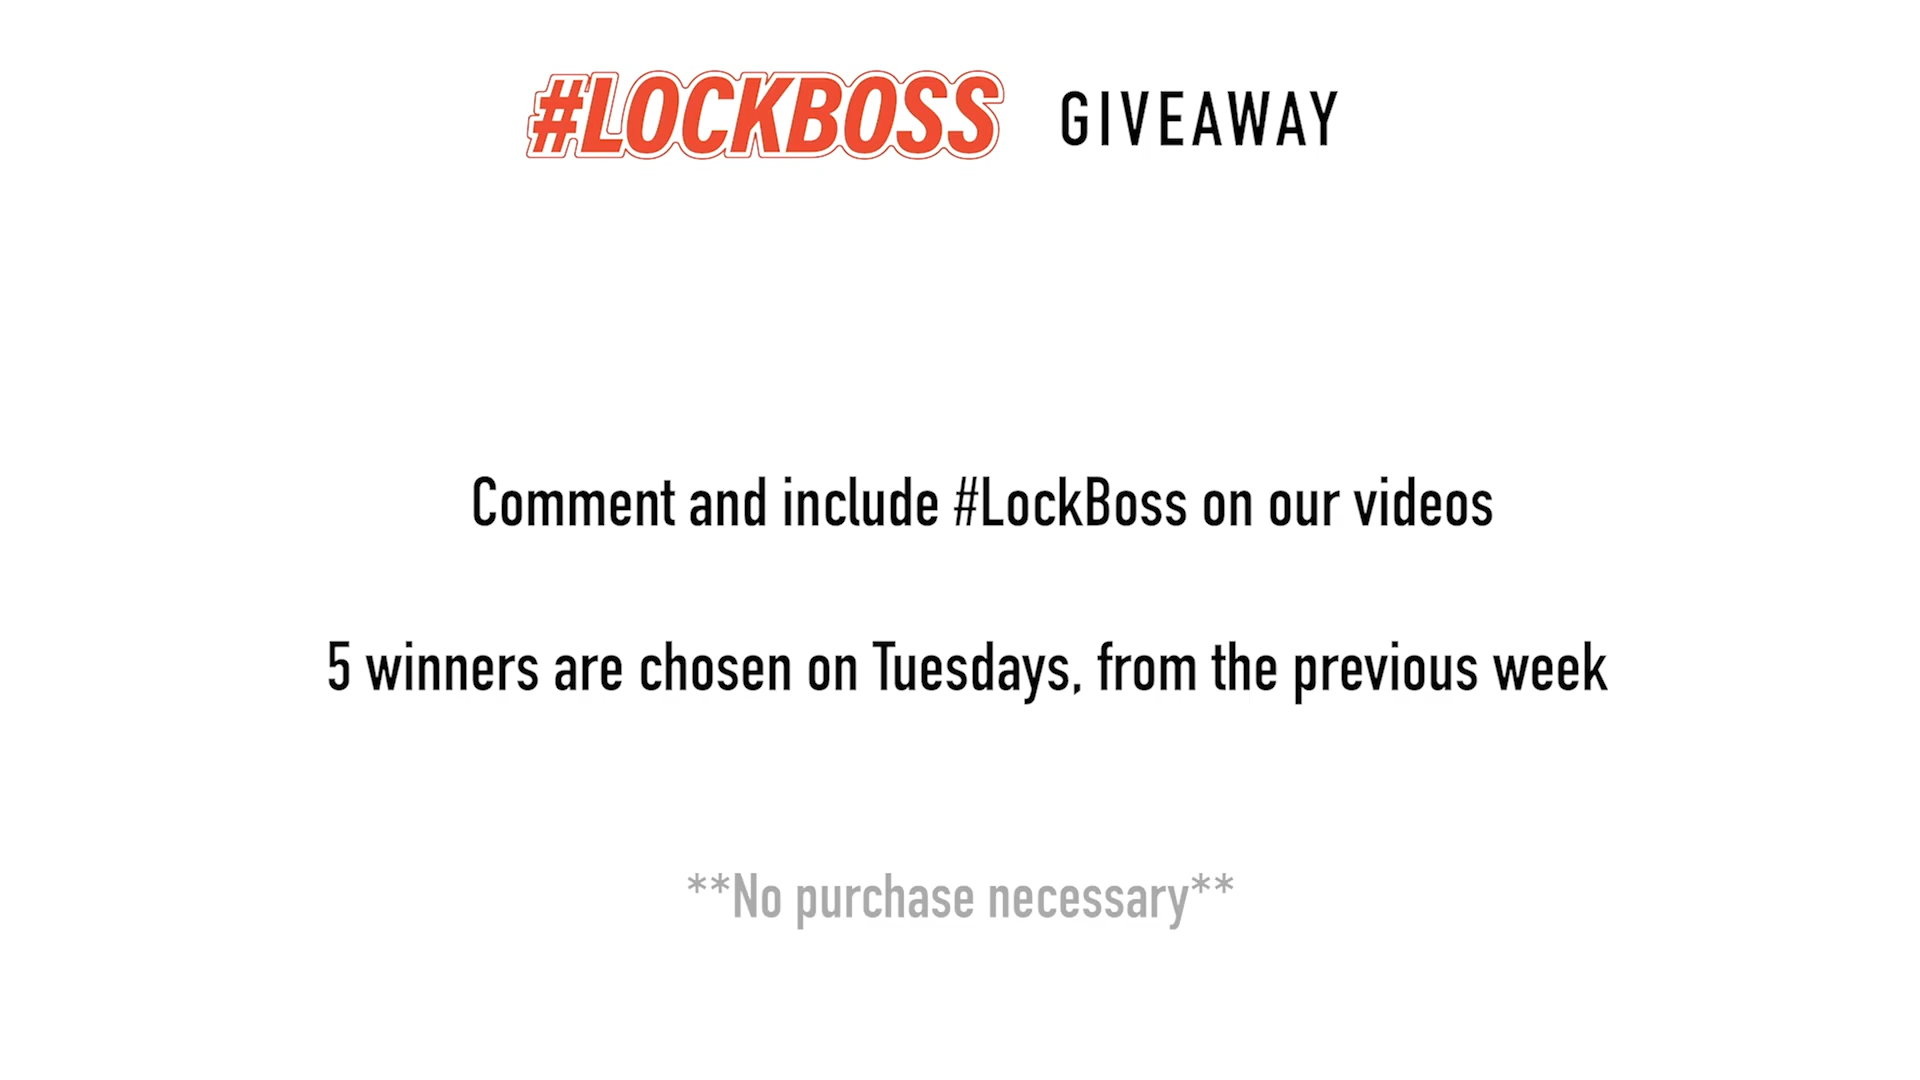 #LOCKBOSS GIVEAWAY
Comment and include #LockBoss on our videos
5 winners are chosen on Tuesdays, from the previous week
**No purchase necessary**